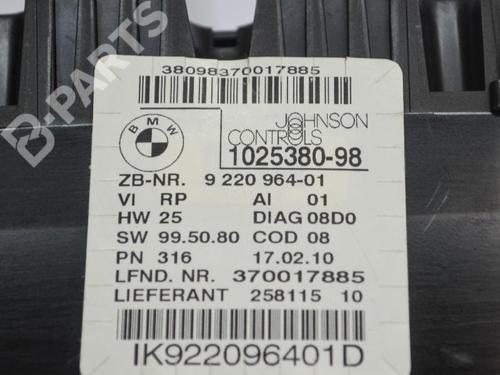 B-PARTS
38098370017885
BMW
JOHNSON
CONTROLS
1025380-98
ZB-NR. 9 220 964-01
VI RP AI 01
HW 25 DIAG 08D0
SW 99.50.80 COD 08
PN 316 17.02.10
LFND. NR. 370017885
LIEFERANT 258115 10
IK922096401D